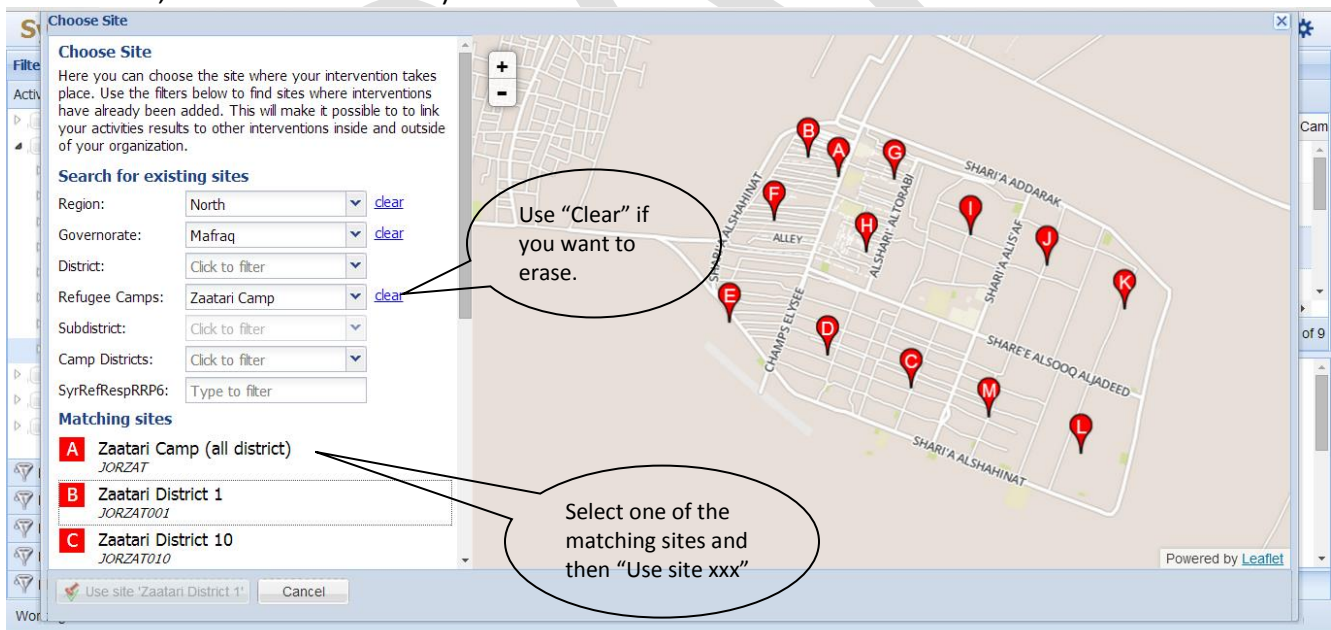 Choose Site
Choose Site
Here you can choose the site where your intervention takes
place. Use the filters below to find sites where interventions
have already been added. This will make it possible to to link
your activities results to other interventions inside and outside
of your organization.
Search for existing sites
Region: North clear
Governorate: Mafraq clear
District: Click to filter
Refugee Camps: Zaatari Camp clear
Subdistrict: Click to filter
Camp Districts: Click to filter
SyrRefRespRRP6: Type to filter
Matching sites
A Zaatari Camp (all district)
JORZAT
B Zaatari District 1
JORZAT001
C Zaatari District 10
JORZAT010
Use site 'Zaatari District 1' Cancel
Use “Clear” if
you want to
erase.
Select one of the
matching sites and
then “Use site xxx”
+
-
B
A
G
F
H
I
J
K
E
D
C
M
L
SHARI'A ADDARAK
SHARI'A ALSHAHINAT
ALLEY
ALSHARI' ALTORABI
SHARI'A ALIS'AF
CHAMPS ELYSEE
SHARE'E ALSOOQ ALJADEED
SHARI'A ALSHAHINAT
Powered by Leaflet
Cam
of 9